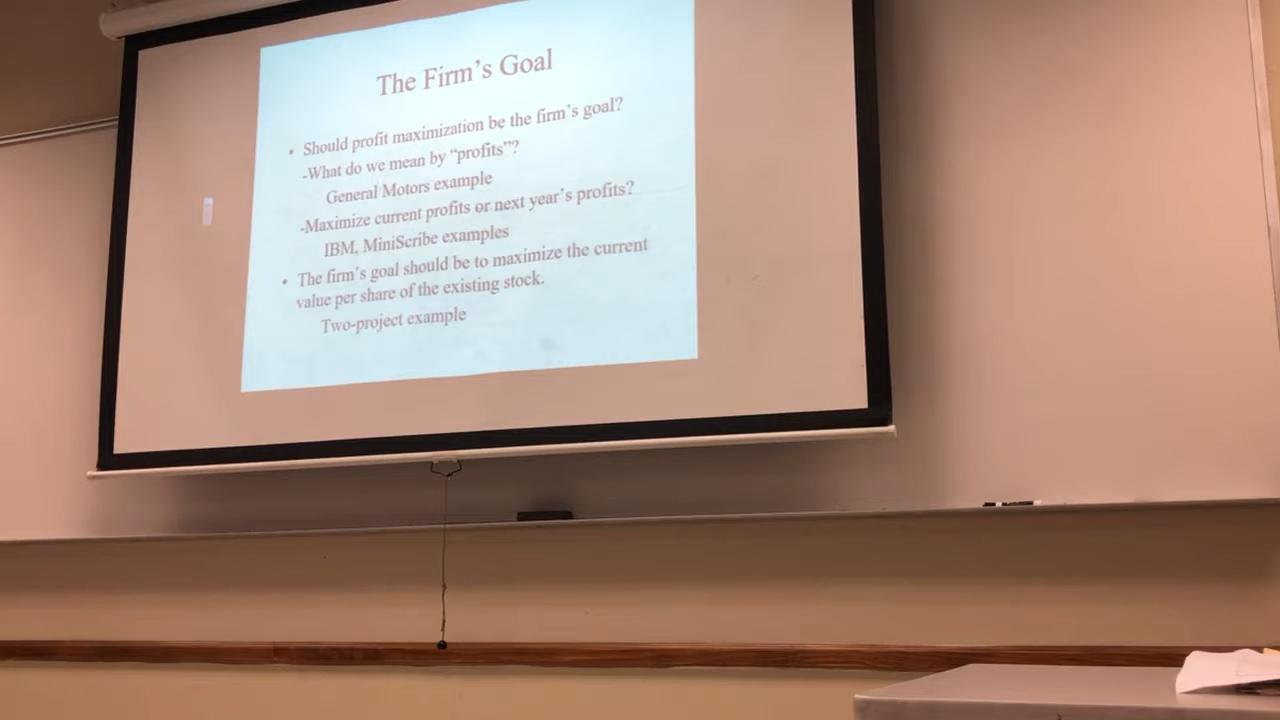 The Firm's Goal
• Should profit maximization be the firm's goal?
-What do we mean by “profits”?
General Motors example
-Maximize current profits or next year's profits?
IBM, MiniScribe examples
• The firm's goal should be to maximize the current
value per share of the existing stock.
Two-project example